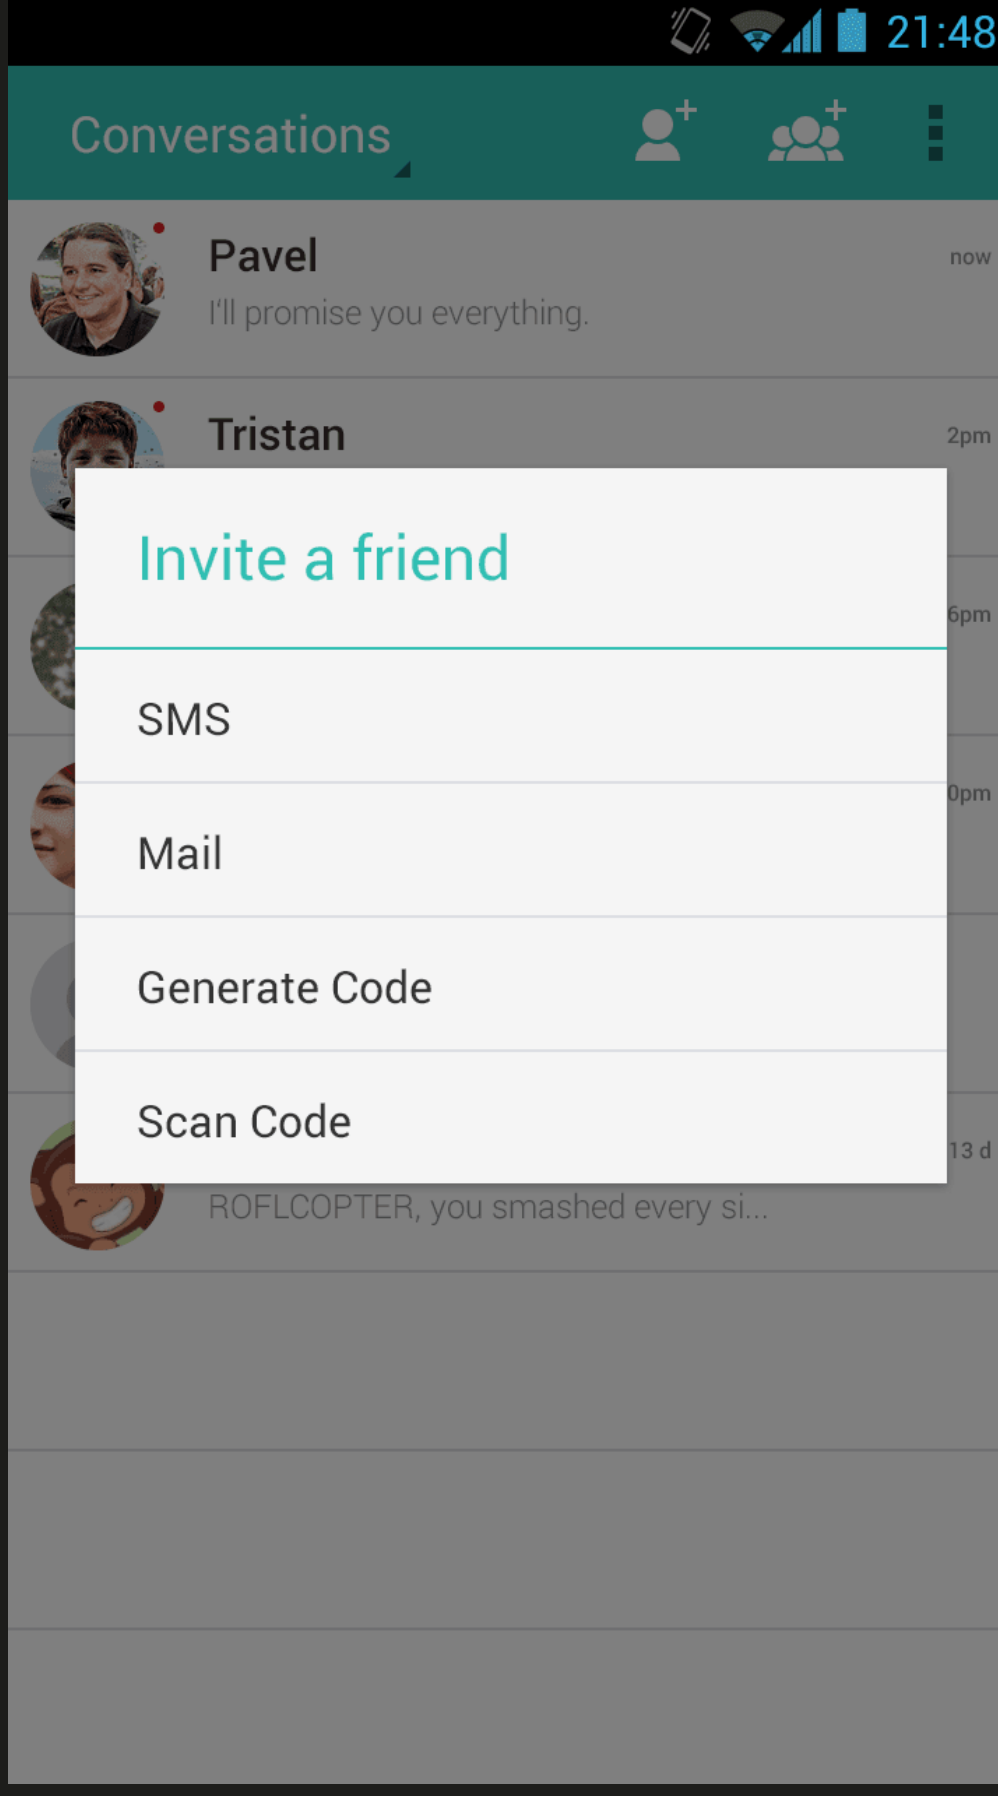 21:48
Conversations
Pavel
now
I'll promise you everything.
Tristan
2pm
Invite a friend
6pm
SMS
0pm
Mail
Generate Code
Scan Code
13 d
ROFLCOPTER, you smashed every si...